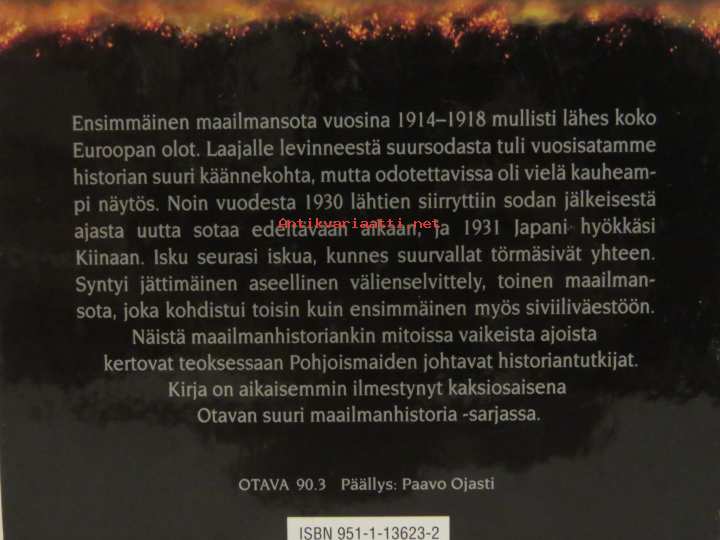 Ensimmäinen maailmansota vuosina 1914–1918 mullisti lähes koko
Euroopan olot. Laajalle levinneestä suursodasta tuli vuosisatamme
historian suuri käännekohta, mutta odotettavissa oli vielä kauheam-
pi näytös. Noin vuodesta 1930 lähtien siirryttiin sodan jälkeisestä
Antikvariaatti.net
ajasta uutta sotaa edeltävään aikaan, ja 1931 Japani hyökkäsi
Kiinaan. Isku seurasi iskua, kunnes suurvallat törmäsivät yhteen.
Syntyi jättimäinen aseellinen välienselvittely, toinen maailman-
sota, joka kohdistui toisin kuin ensimmäinen myös siviiliväestöön.
Näistä maailmanhistoriankin mitoissa vaikeista ajoista
kertovat teoksessaan Pohjoismaiden johtavat historiantutkijat.
Kirja on aikaisemmin ilmestynyt kaksiosaisena
Otavan suuri maailmanhistoria -sarjassa.
OTAVA 90.3 Päällys: Paavo Ojasti
ISBN 951-1-13623-2